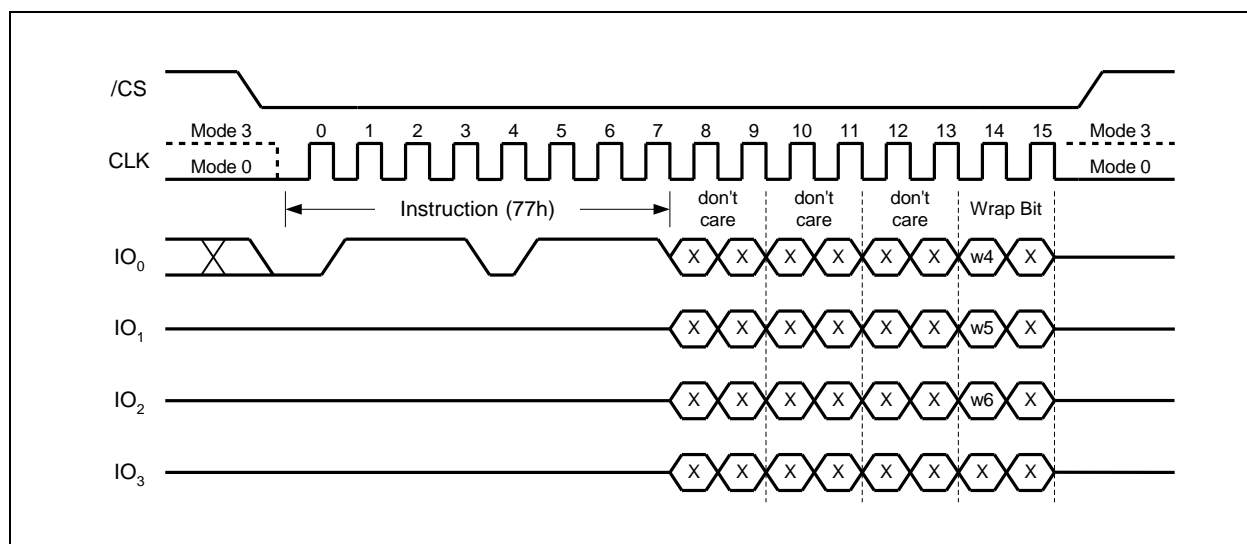 /CS
Mode 3 0 1 2 3 4 5 6 7 8 9 10 11 12 13 14 15 Mode 3
CLK
Mode 0 Mode 0
Instruction (77h) don't care don't care don't care Wrap Bit
IO0 X X X X X X w4 X
IO1 X X X X X X w5 X
IO2 X X X X X X w6 X
IO3 X X X X X X X X